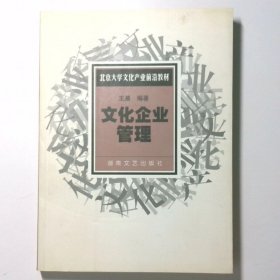 北京大学文化产业前沿教材
王晨 编著
文化企业
管理
湖南文艺出版社